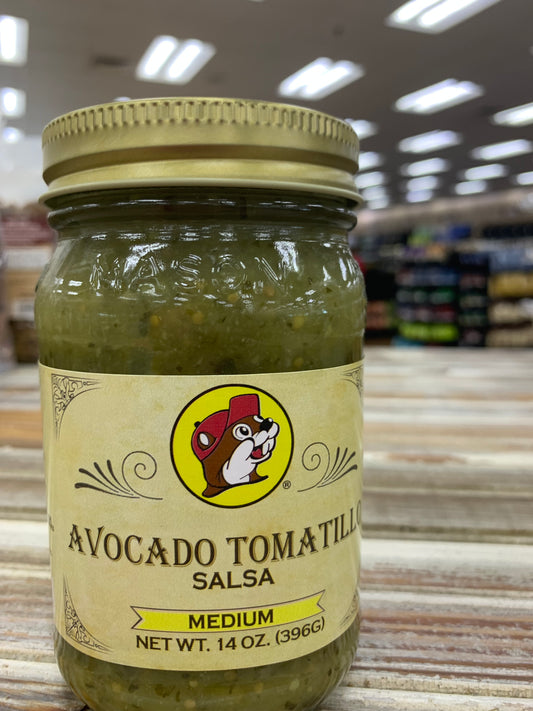 MASON
®
AVOCADO TOMATILLO
SALSA
MEDIUM
NET WT. 14 OZ. (396G)